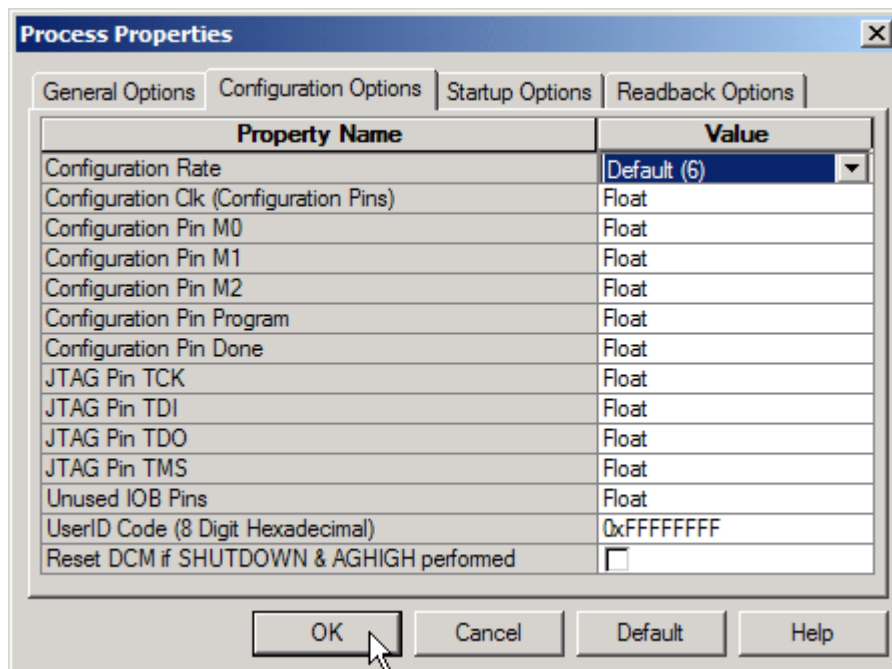 Process Properties
General Options Configuration Options Startup Options Readback Options
Property Name Value
Configuration Rate Default (6)
Configuration Clk (Configuration Pins) Float
Configuration Pin M0 Float
Configuration Pin M1 Float
Configuration Pin M2 Float
Configuration Pin Program Float
Configuration Pin Done Float
JTAG Pin TCK Float
JTAG Pin TDI Float
JTAG Pin TDO Float
JTAG Pin TMS Float
Unused IOB Pins Float
UserID Code (8 Digit Hexadecimal) 0xFFFFFFFF
Reset DCM if SHUTDOWN & AGHIGH performed
OK Cancel Default Help